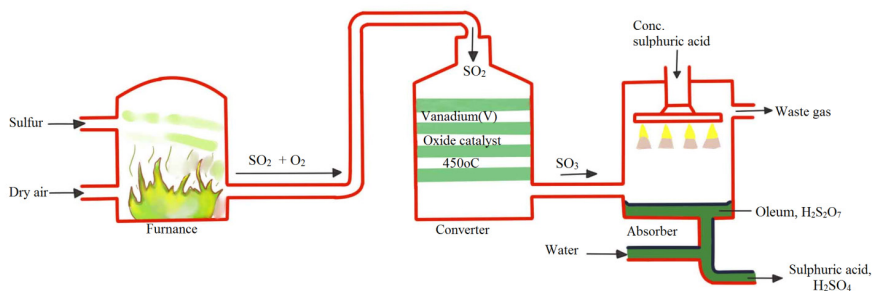 Conc.
sulphuric acid
SO₂
Sulfur
Waste gas
Vanadium(V)
Oxide catalyst
SO₂ + O₂
450oC
SO₃
Dry air
Oleum, H₂S₂O₇
Furnance
Converter
Absorber
Water
Sulphuric acid,
H₂SO₄